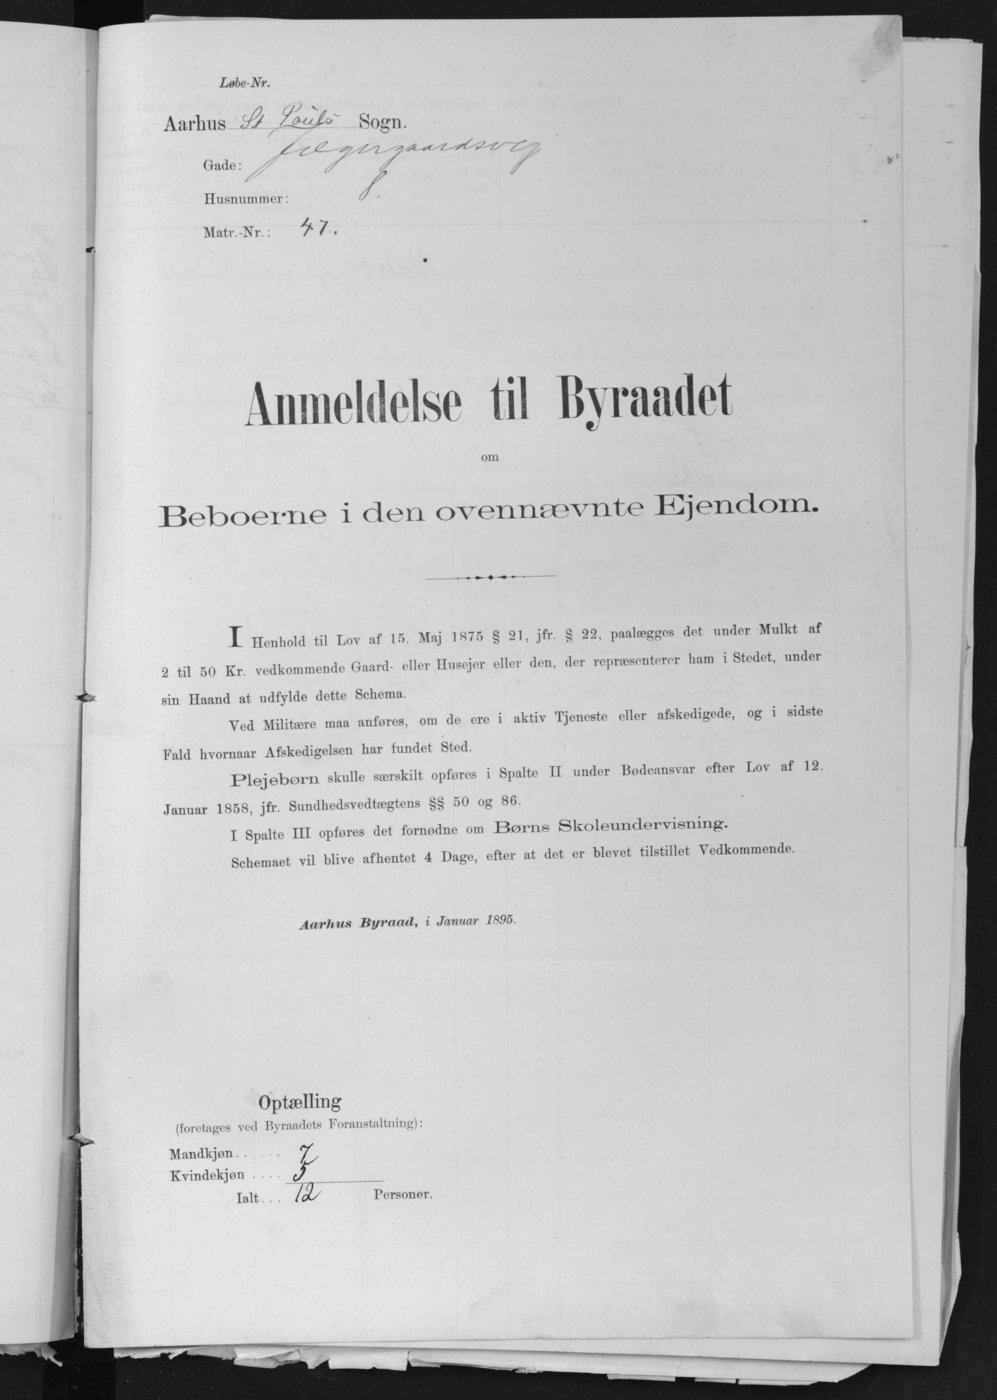 Løbe-Nr.
Aarhus St Pouls Sogn.
Gade: Jægergaardsvej
Husnummer: 8.
Matr.-Nr.: 47.
Anmeldelse til Byraadet
om
Beboerne i den ovennævnte Ejendom.
I Henhold til Lov af 15. Maj 1875 § 21, jfr. § 22, paalægges det under Mulkt af
2 til 50 Kr. vedkommende Gaard- eller Husejer eller den, der repræsenterer ham i Stedet, under
sin Haand at udfylde dette Schema.
Ved Militære maa anføres, om de ere i aktiv Tjeneste eller afskedigede, og i sidste
Fald hvornaar Afskedigelsen har fundet Sted.
Plejebørn skulle særskilt opføres i Spalte II under Bødeansvar efter Lov af 12.
Januar 1858, jfr. Sundhedsvedtægtens §§ 50 og 86.
I Spalte III opføres det fornødne om Børns Skoleundervisning.
Schemaet vil blive afhentet 4 Dage, efter at det er blevet tilstillet Vedkommende.
Aarhus Byraad, i Januar 1895.
Optælling
(foretages ved Byraadets Foranstaltning):
Mandkjøn...... 7
Kvindekjøn .... 5
Ialt... 12 Personer.